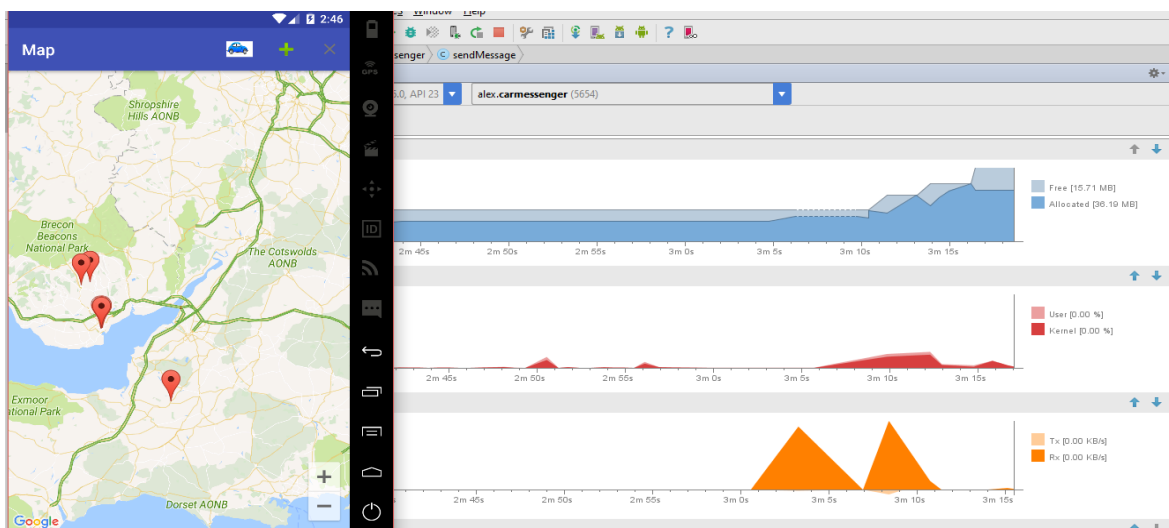 2:46
Map
Shropshire
Hills AONB
Brecon
Beacons
National Park
The Cotswolds
AONB
Exmoor
ational Park
Dorset AONB
Google
GPS
ID
Window Help
senger sendMessage
5.0, API 23 alex.carmessenger (5654)
Free [15.71 MB]
Allocated [36.19 MB]
2m 45s 2m 50s 2m 55s 3m 0s 3m 5s 3m 10s 3m 15s
User [0.00 %]
Kernel [0.00 %]
2m 45s 2m 50s 2m 55s 3m 0s 3m 5s 3m 10s 3m 15s
Tx [0.00 KB/s]
Rx [0.00 KB/s]
2m 45s 2m 50s 2m 55s 3m 0s 3m 5s 3m 10s 3m 15s